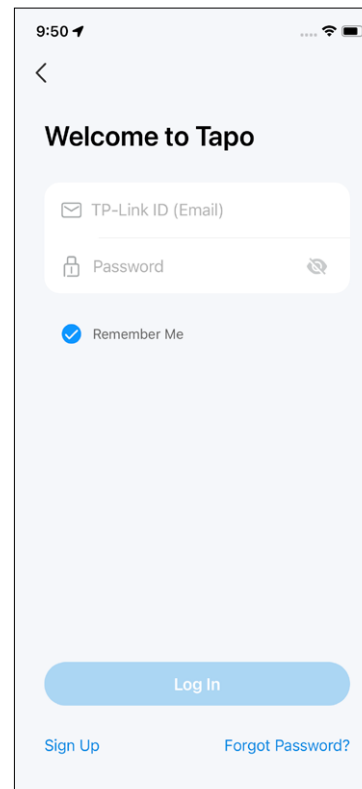 9:50
Welcome to Tapo
TP-Link ID (Email)
Password
Remember Me
Log In
Sign Up Forgot Password?